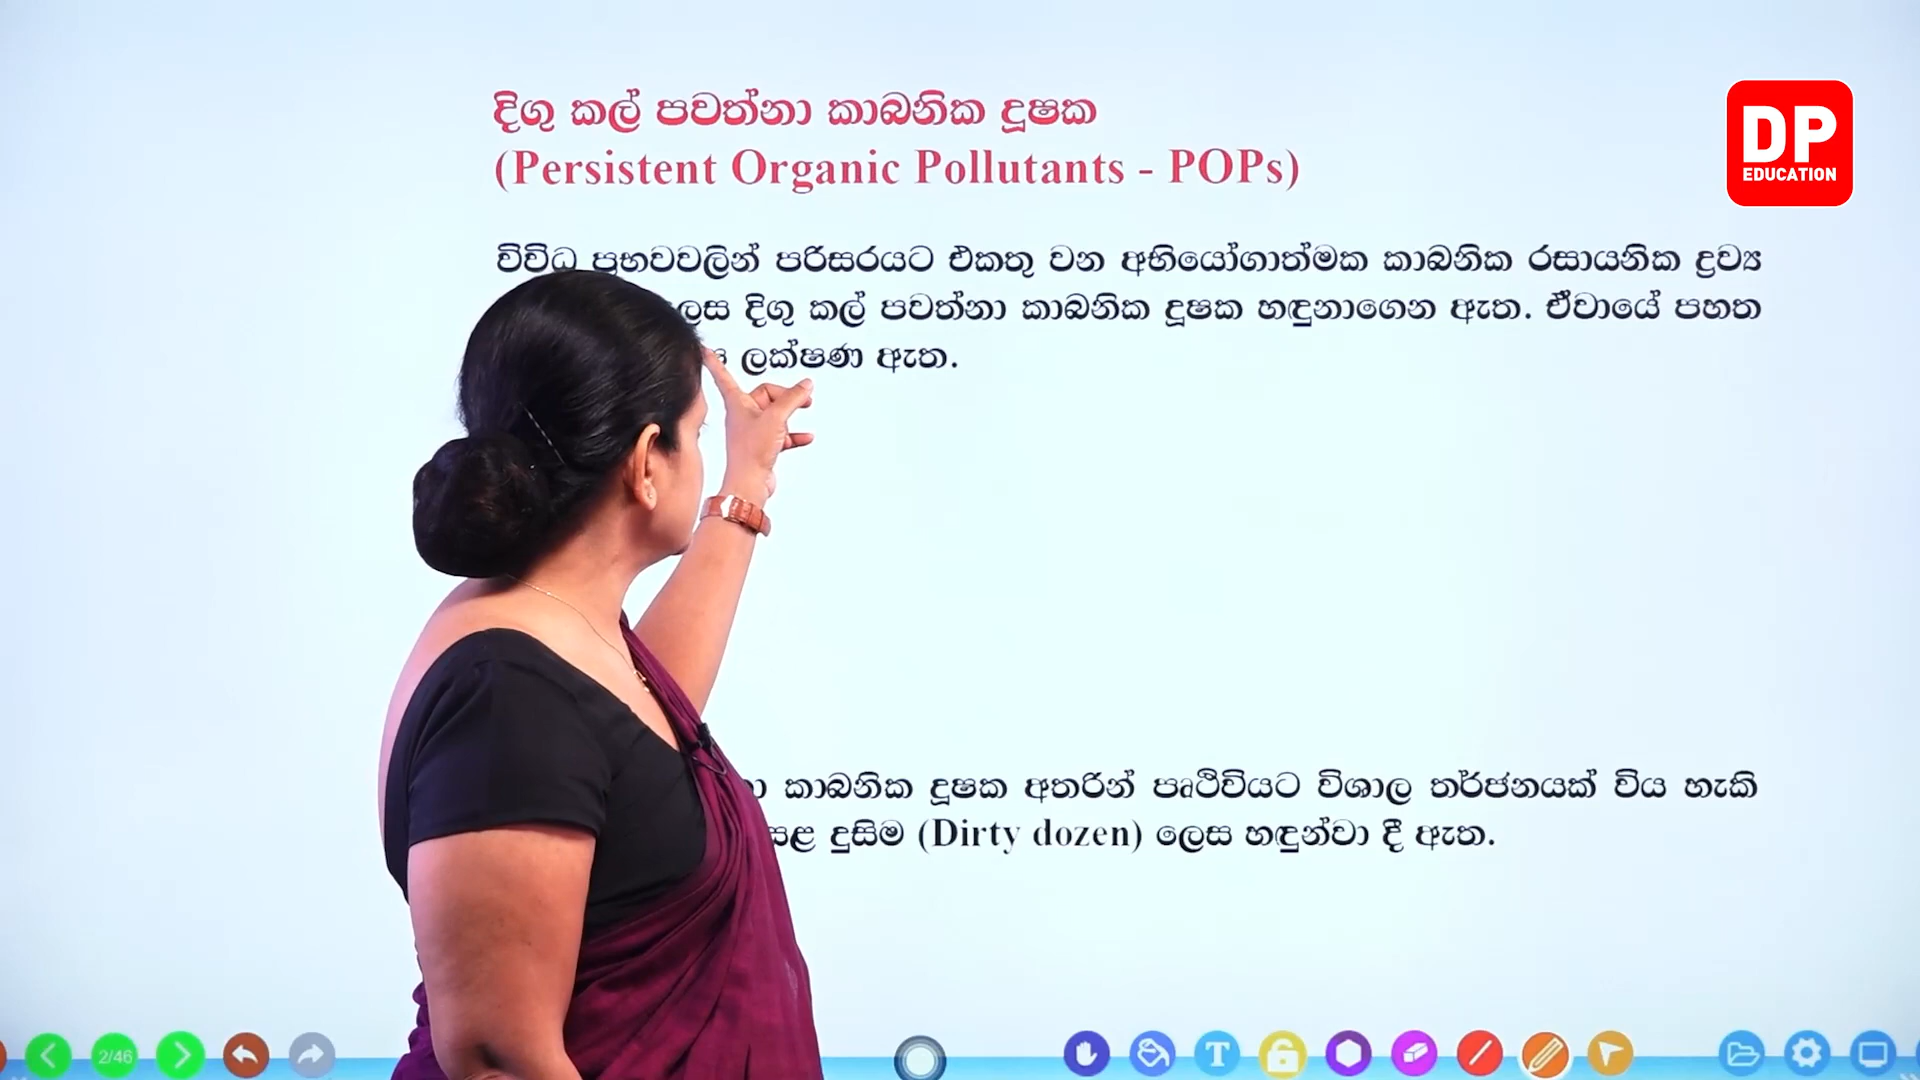 දිගු කල් පවත්නා කාබනික දූෂක
(Persistent Organic Pollutants - POPs)
DP
EDUCATION
විවිධ ප්‍රභවවලින් පරිසරයට එකතු වන අභියෝගාත්මක කාබනික රසායනික ද්‍රව්‍ය
ලෙස දිගු කල් පවත්නා කාබනික දූෂක හඳුනාගෙන ඇත. ඒවායේ පහත
ලක්ෂණ ඇත.
කාබනික දූෂක අතරින් පෘථිවියට විශාල තර්ජනයක් විය හැකි
දුසිම (Dirty dozen) ලෙස හඳුන්වා දී ඇත.
2/46
T